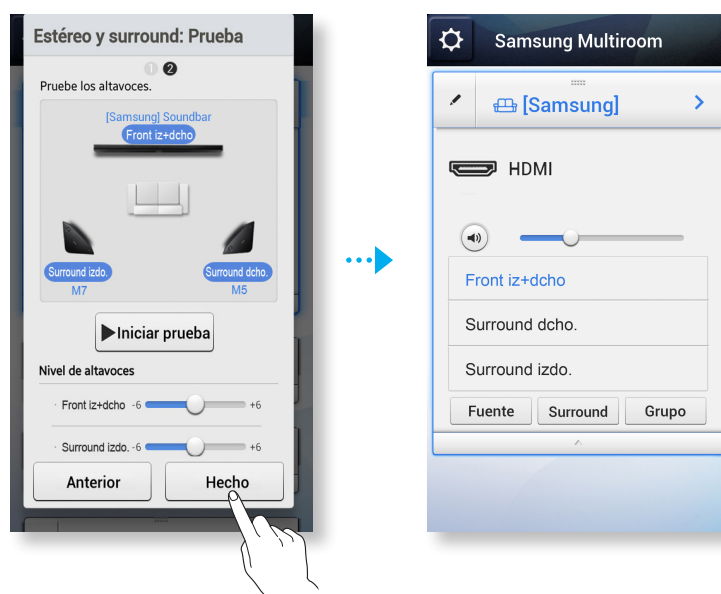 Estéreo y surround: Prueba
1 2
Pruebe los altavoces.
[Samsung] Soundbar
Front iz+dcho
Surround izdo.
Surround dcho.
M7
M5
Iniciar prueba
Nivel de altavoces
· Front iz+dcho -6 +6
· Surround izdo. -6 +6
Anterior
Hecho
Samsung Multiroom
[Samsung]
HDMI
Front iz+dcho
Surround dcho.
Surround izdo.
Fuente Surround Grupo